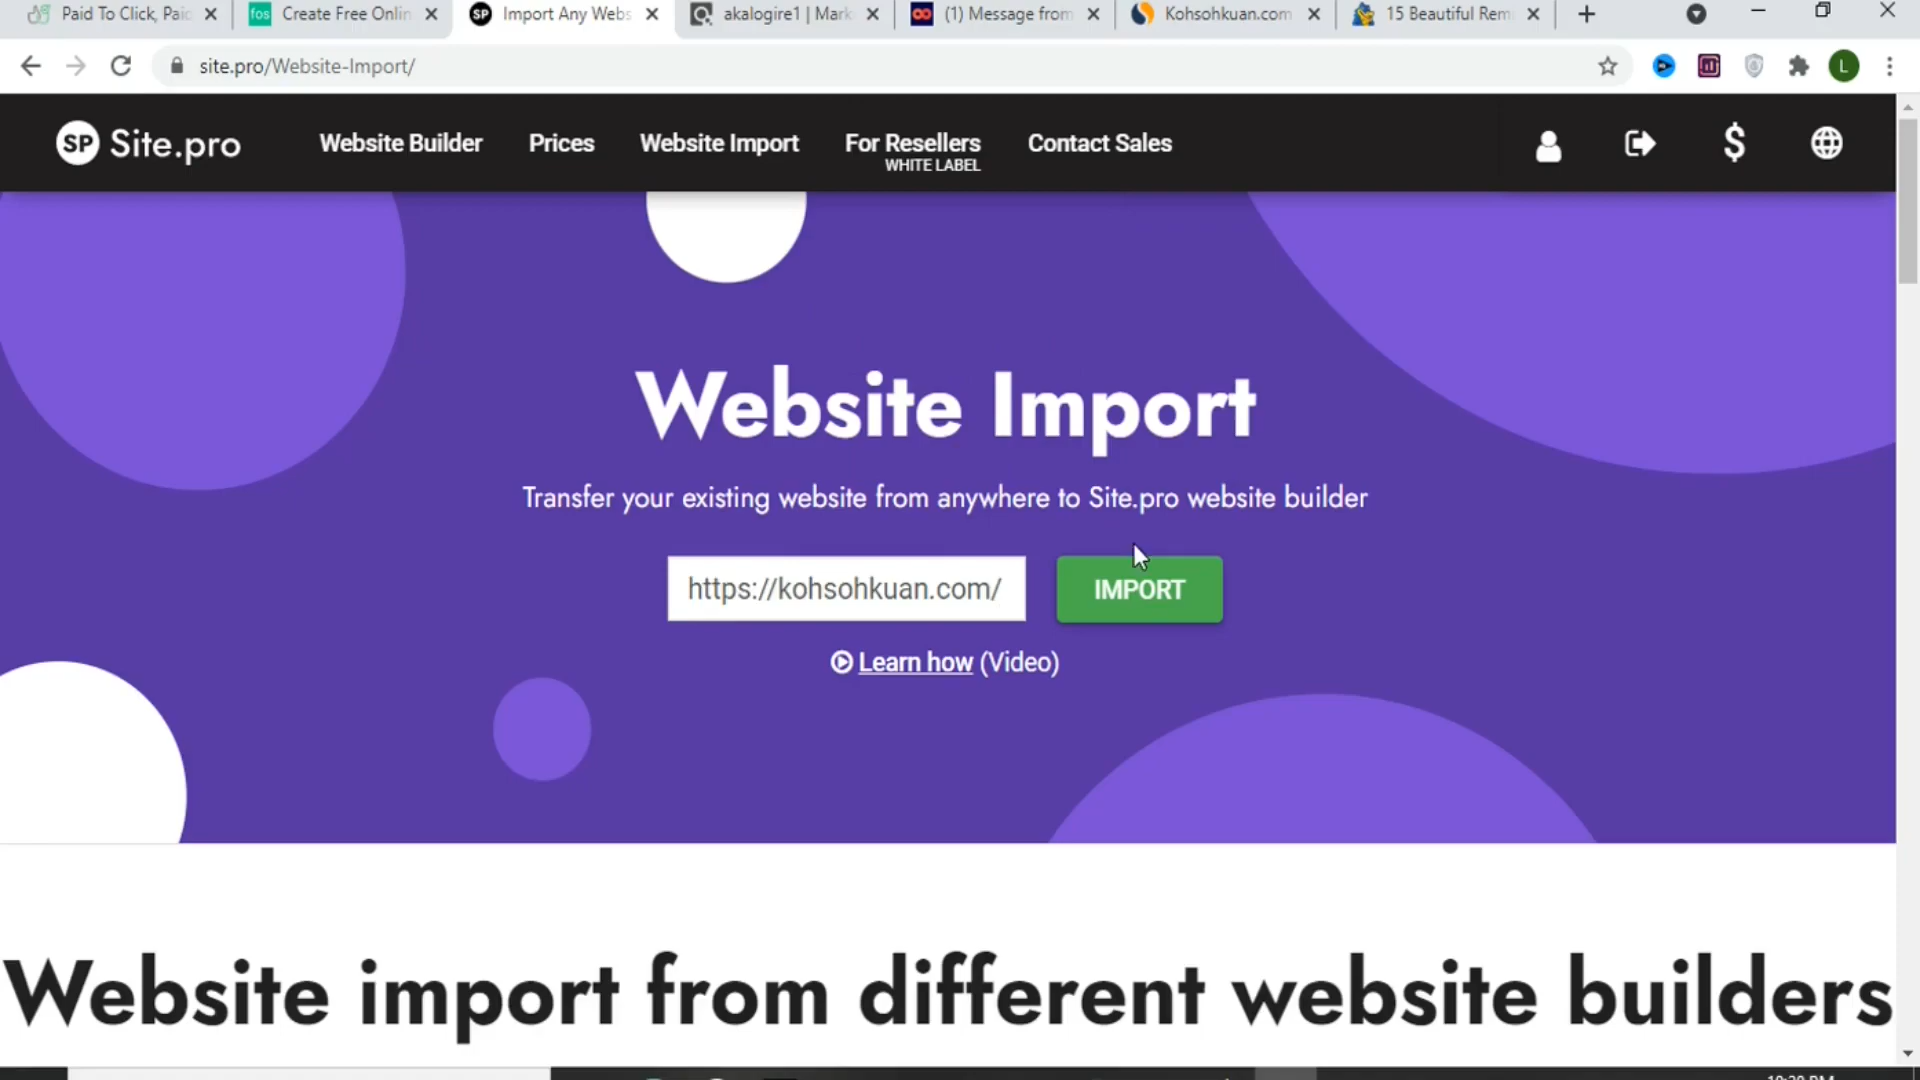 Paid To Click, Paid
fos
Create Free Onlin
SP
Import Any Webs
akalogire1 | Mark
(1) Message from
Kohsohkuan.com
15 Beautiful Rem
site.pro/Website-Import/
L
SP Site.pro
Website Builder
Prices
Website Import
For Resellers
WHITE LABEL
Contact Sales
$
Website Import
Transfer your existing website from anywhere to Site.pro website builder
https://kohsohkuan.com/
IMPORT
Learn how (Video)
Website import from different website builders